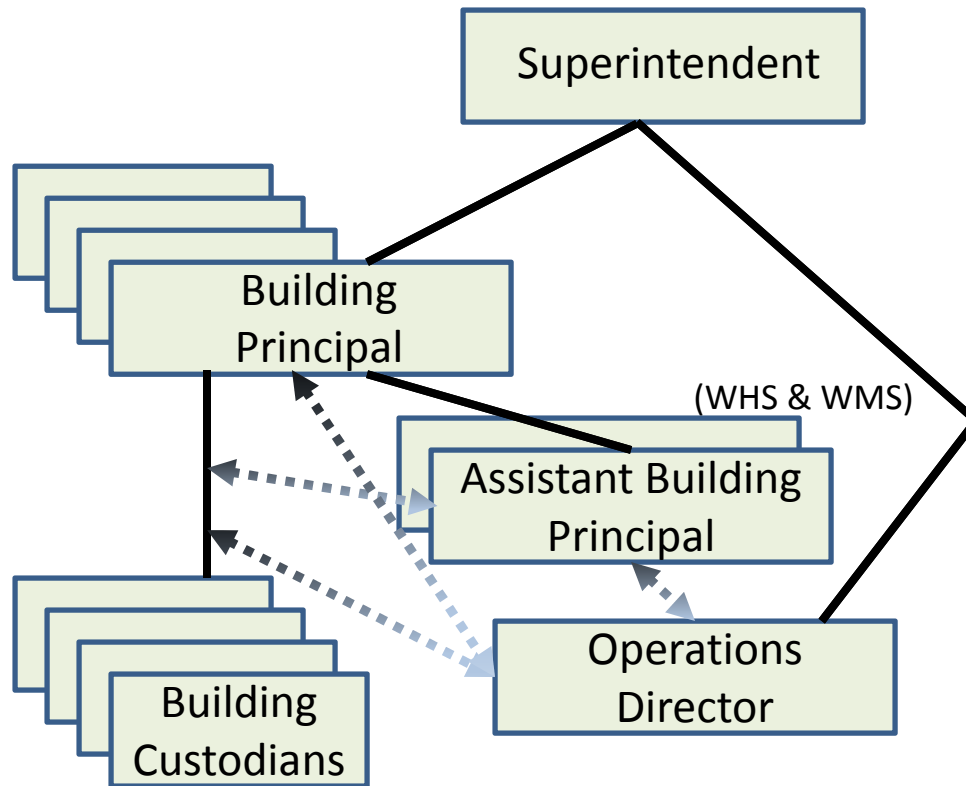 Superintendent
Building
Principal
(WHS & WMS)
Assistant Building
Principal
Operations
Director
Building
Custodians